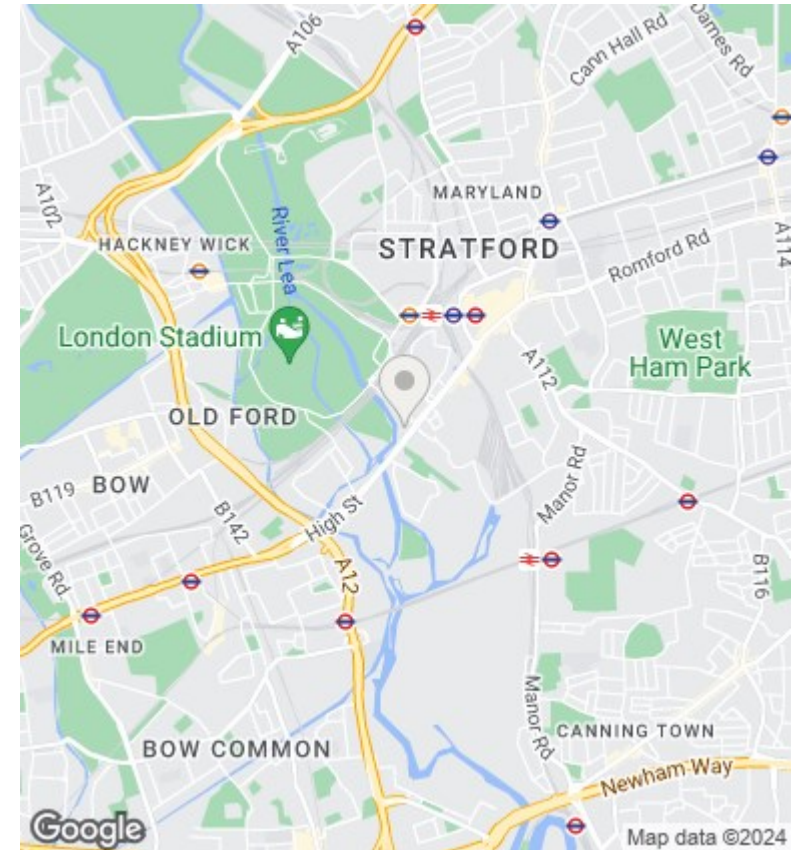 A106
Cann Hall Rd
Dames Rd
MARYLAND
A102
River Lea
HACKNEY WICK
STRATFORD
A114
Romford Rd
London Stadium
A112
West
Ham Park
OLD FORD
BOW
B119
B142
High St
Manor Rd
Grove Rd
A12
B116
MILE END
Manor Rd
CANNING TOWN
BOW COMMON
Newham Way
Google
Map data ©2024